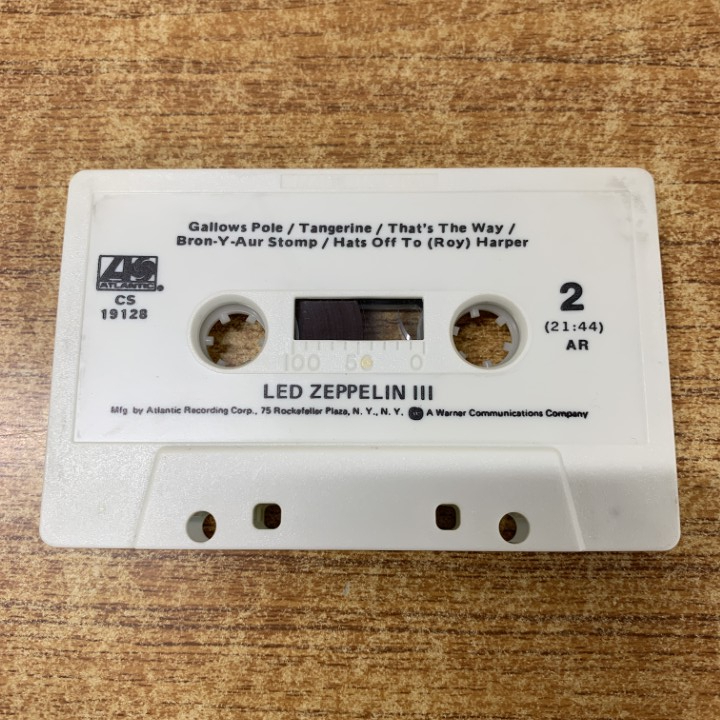 Gallows Pole / Tangerine / That's The Way /
Bron-Y-Aur Stomp / Hats Off To (Roy) Harper
ATLANTIC
CS
19128
2
(21:44)
AR
100 50 0
LED ZEPPELIN III
Mfg. by Atlantic Recording Corp., 75 Rockefeller Plaza, N. Y., N. Y. A Warner Communications Company